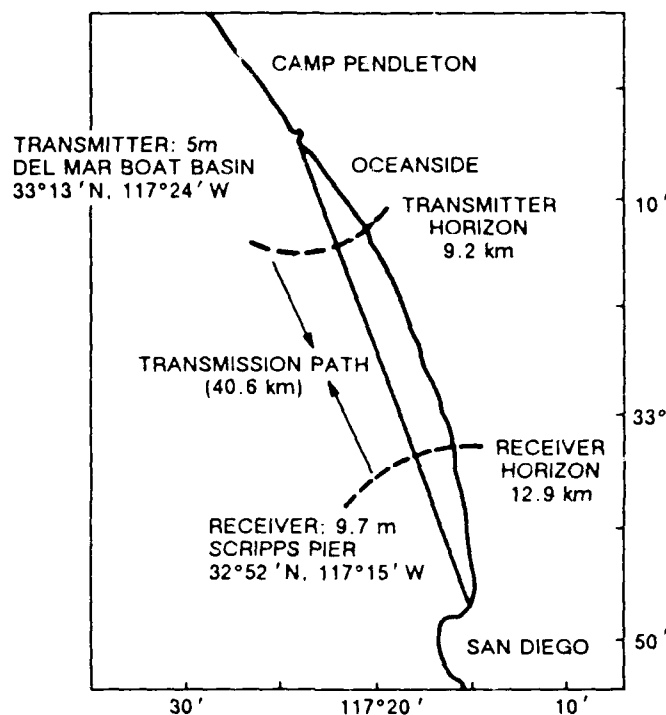 CAMP PENDLETON
TRANSMITTER: 5m
DEL MAR BOAT BASIN
33°13'N, 117°24'W
OCEANSIDE
10'
TRANSMITTER
HORIZON
9.2 km
TRANSMISSION PATH
(40.6 km)
33°
RECEIVER
HORIZON
12.9 km
RECEIVER: 9.7 m
SCRIPPS PIER
32°52'N, 117°15'W
SAN DIEGO
50'
30' 117°20' 10'